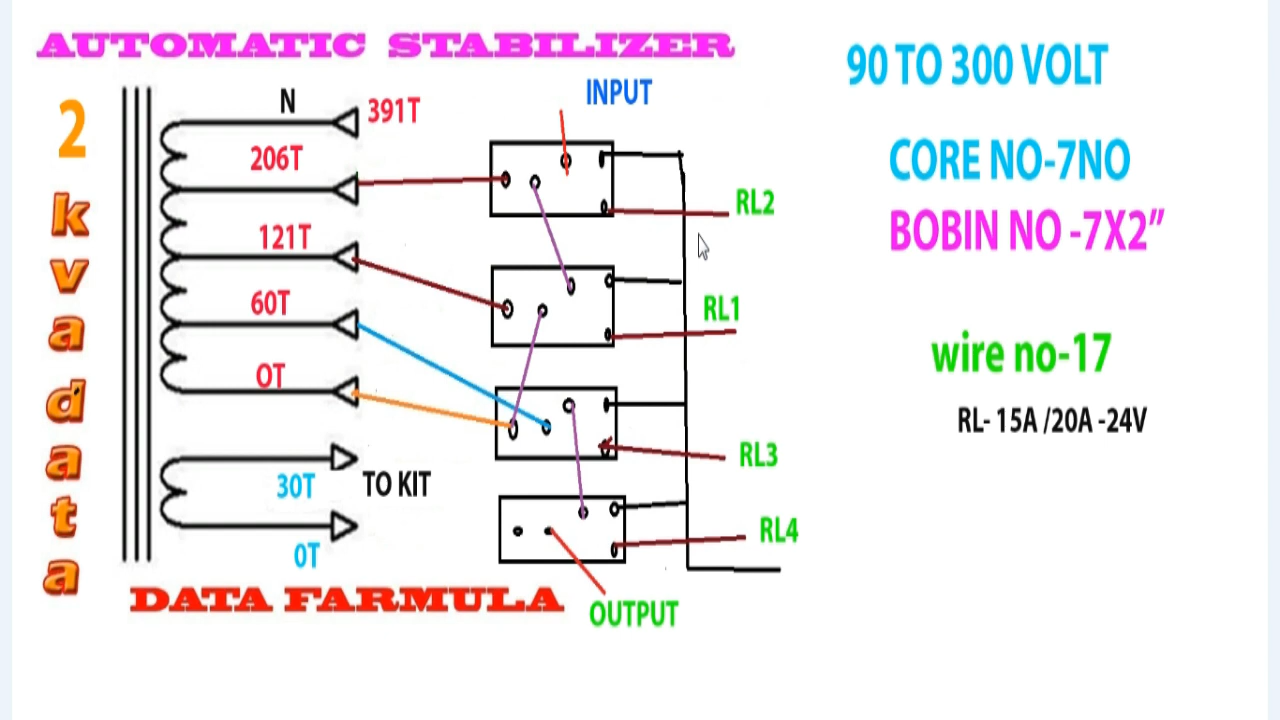 AUTOMATIC STABILIZER
2
k
v
a
d
a
t
a
N
391T
206T
121T
60T
0T
30T
TO KIT
0T
INPUT
RL2
RL1
RL3
RL4
OUTPUT
DATA FARMULA
90 TO 300 VOLT
CORE NO-7NO
BOBIN NO -7X2”
wire no-17
RL- 15A /20A -24V